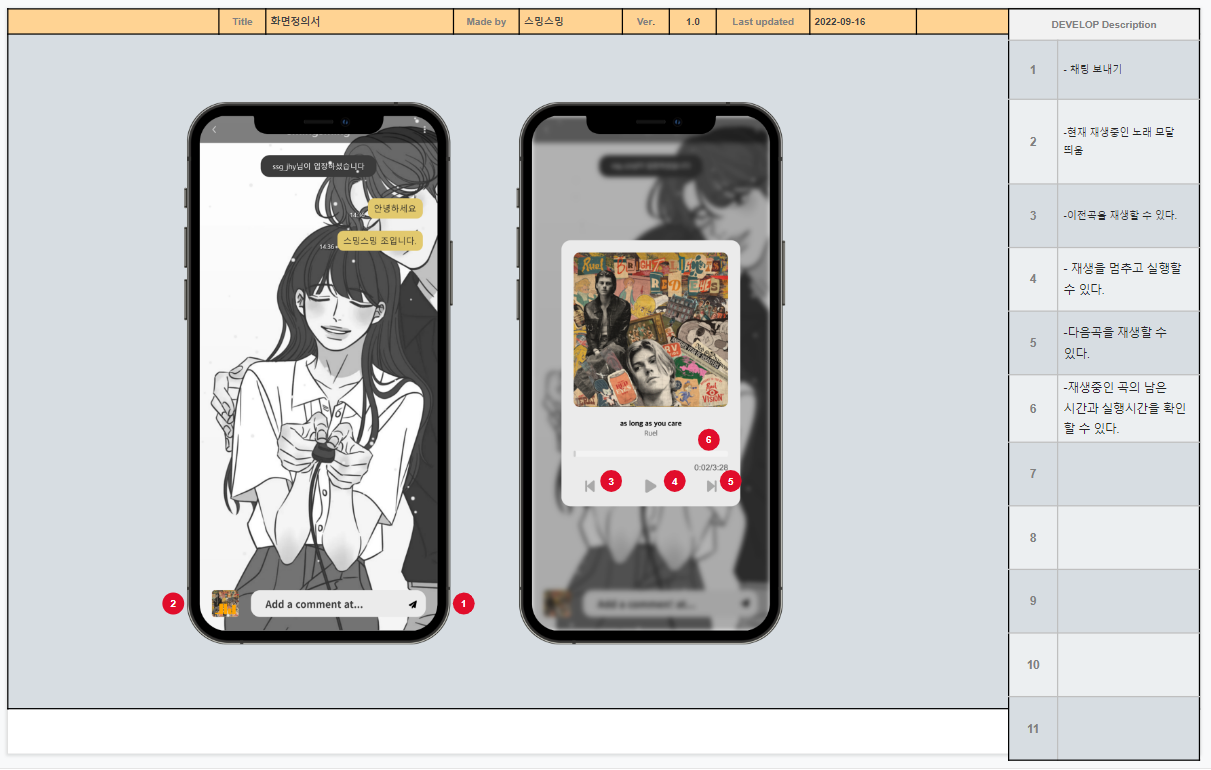 Title 화면정의서 Made by 스밍스밍 Ver. 1.0 Last updated 2022-09-16
DEVELOP Description
1 - 채팅 보내기
2 -현재 재생중인 노래 모달
띄움
3 -이전곡을 재생할 수 있다.
4 - 재생을 멈추고 실행할
수 있다.
5 -다음곡을 재생할 수
있다.
6 -재생중인 곡의 남은
시간과 실행시간을 확인
할 수 있다.
7
8
9
10
11
ssg_jhy님이 입장하셨습니다
안녕하세요
14:36
스밍스밍 조입니다.
14:36
2
Add a comment at...
1
Ruel
RED EYES
as long as you care
Ruel
6
0:02/3:28
3
4
5